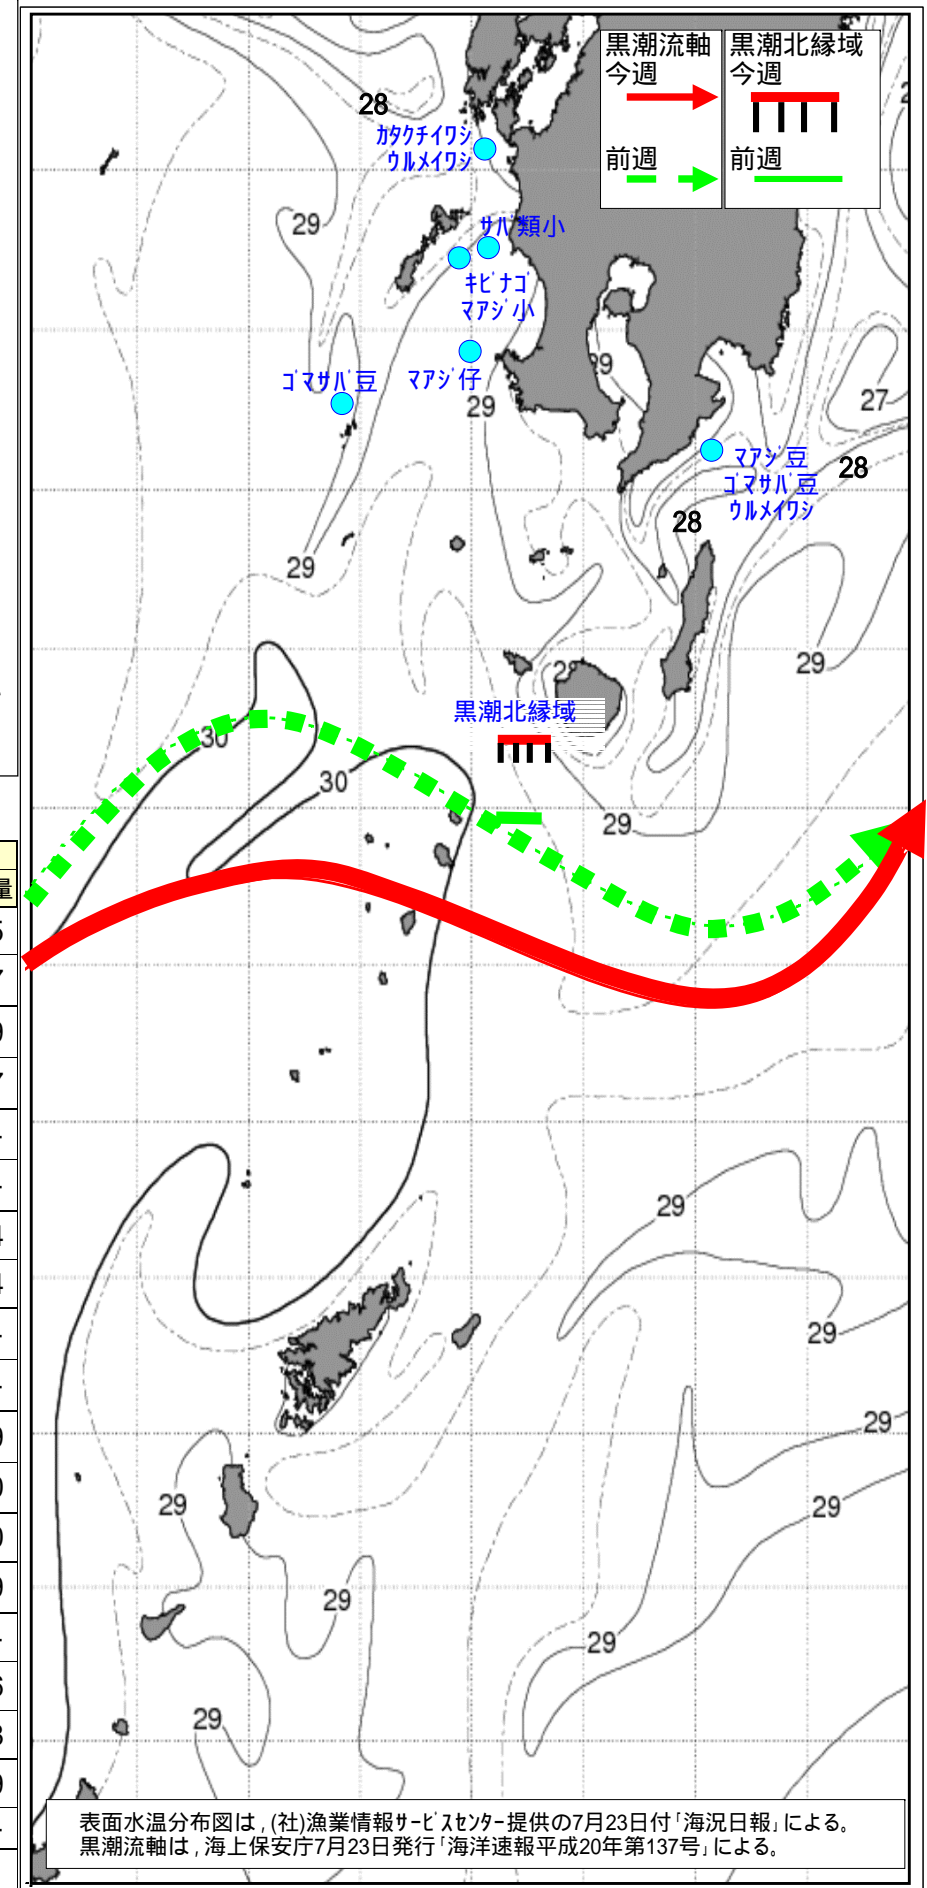 黒潮流軸
今週
前週
黒潮北縁域
今週
前週
28
ｶﾀｸﾁｲﾜｼ
ｳﾙﾒｲﾜｼ
29
ｻﾊﾞ類小
ｷﾋﾞﾅｺﾞ
ﾏｱｼﾞ小
ｺﾞﾏｻﾊﾞ豆
ﾏｱｼﾞ仔
29
29
27
28
ﾏｱｼﾞ豆
ｺﾞﾏｻﾊﾞ豆
ｳﾙﾒｲﾜｼ
28
29
29
28
黒潮北縁域
30
30
29
量
29
29
29
29
29
29
29
29
表面水温分布図は，(社)漁業情報ｻｰﾋﾞｽｾﾝﾀｰ提供の7月23日付｢海況日報｣による。
黒潮流軸は，海上保安庁7月23日発行｢海洋速報平成20年第137号｣による。